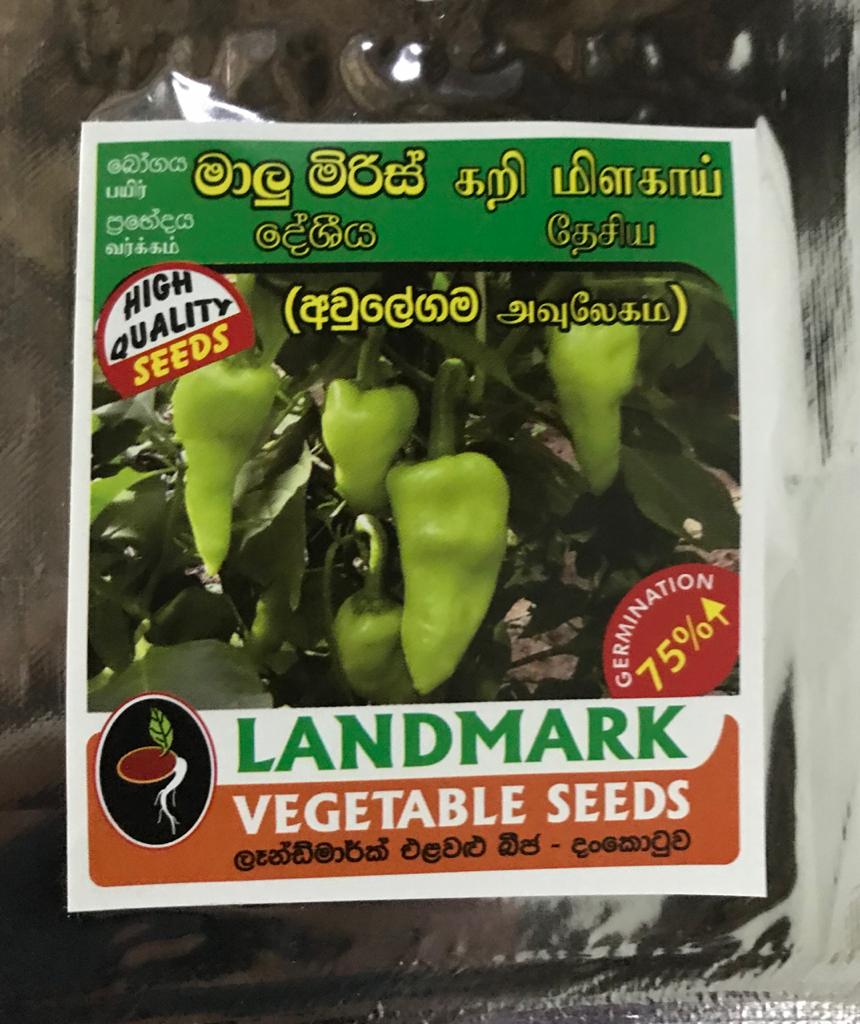 බෝගය
பயிர்
මාලු මිරිස් கறி மிளகாய்
ප්‍රභේදය
வர்க்கம்
දේශීය தேசிய
(අවුලේගම அவுலேகம)
HIGH
QUALITY
SEEDS
GERMINATION
75%↑
LANDMARK
VEGETABLE SEEDS
ලෑන්ඩ්මාර්ක් එළවළු බීජ - දංකොටුව